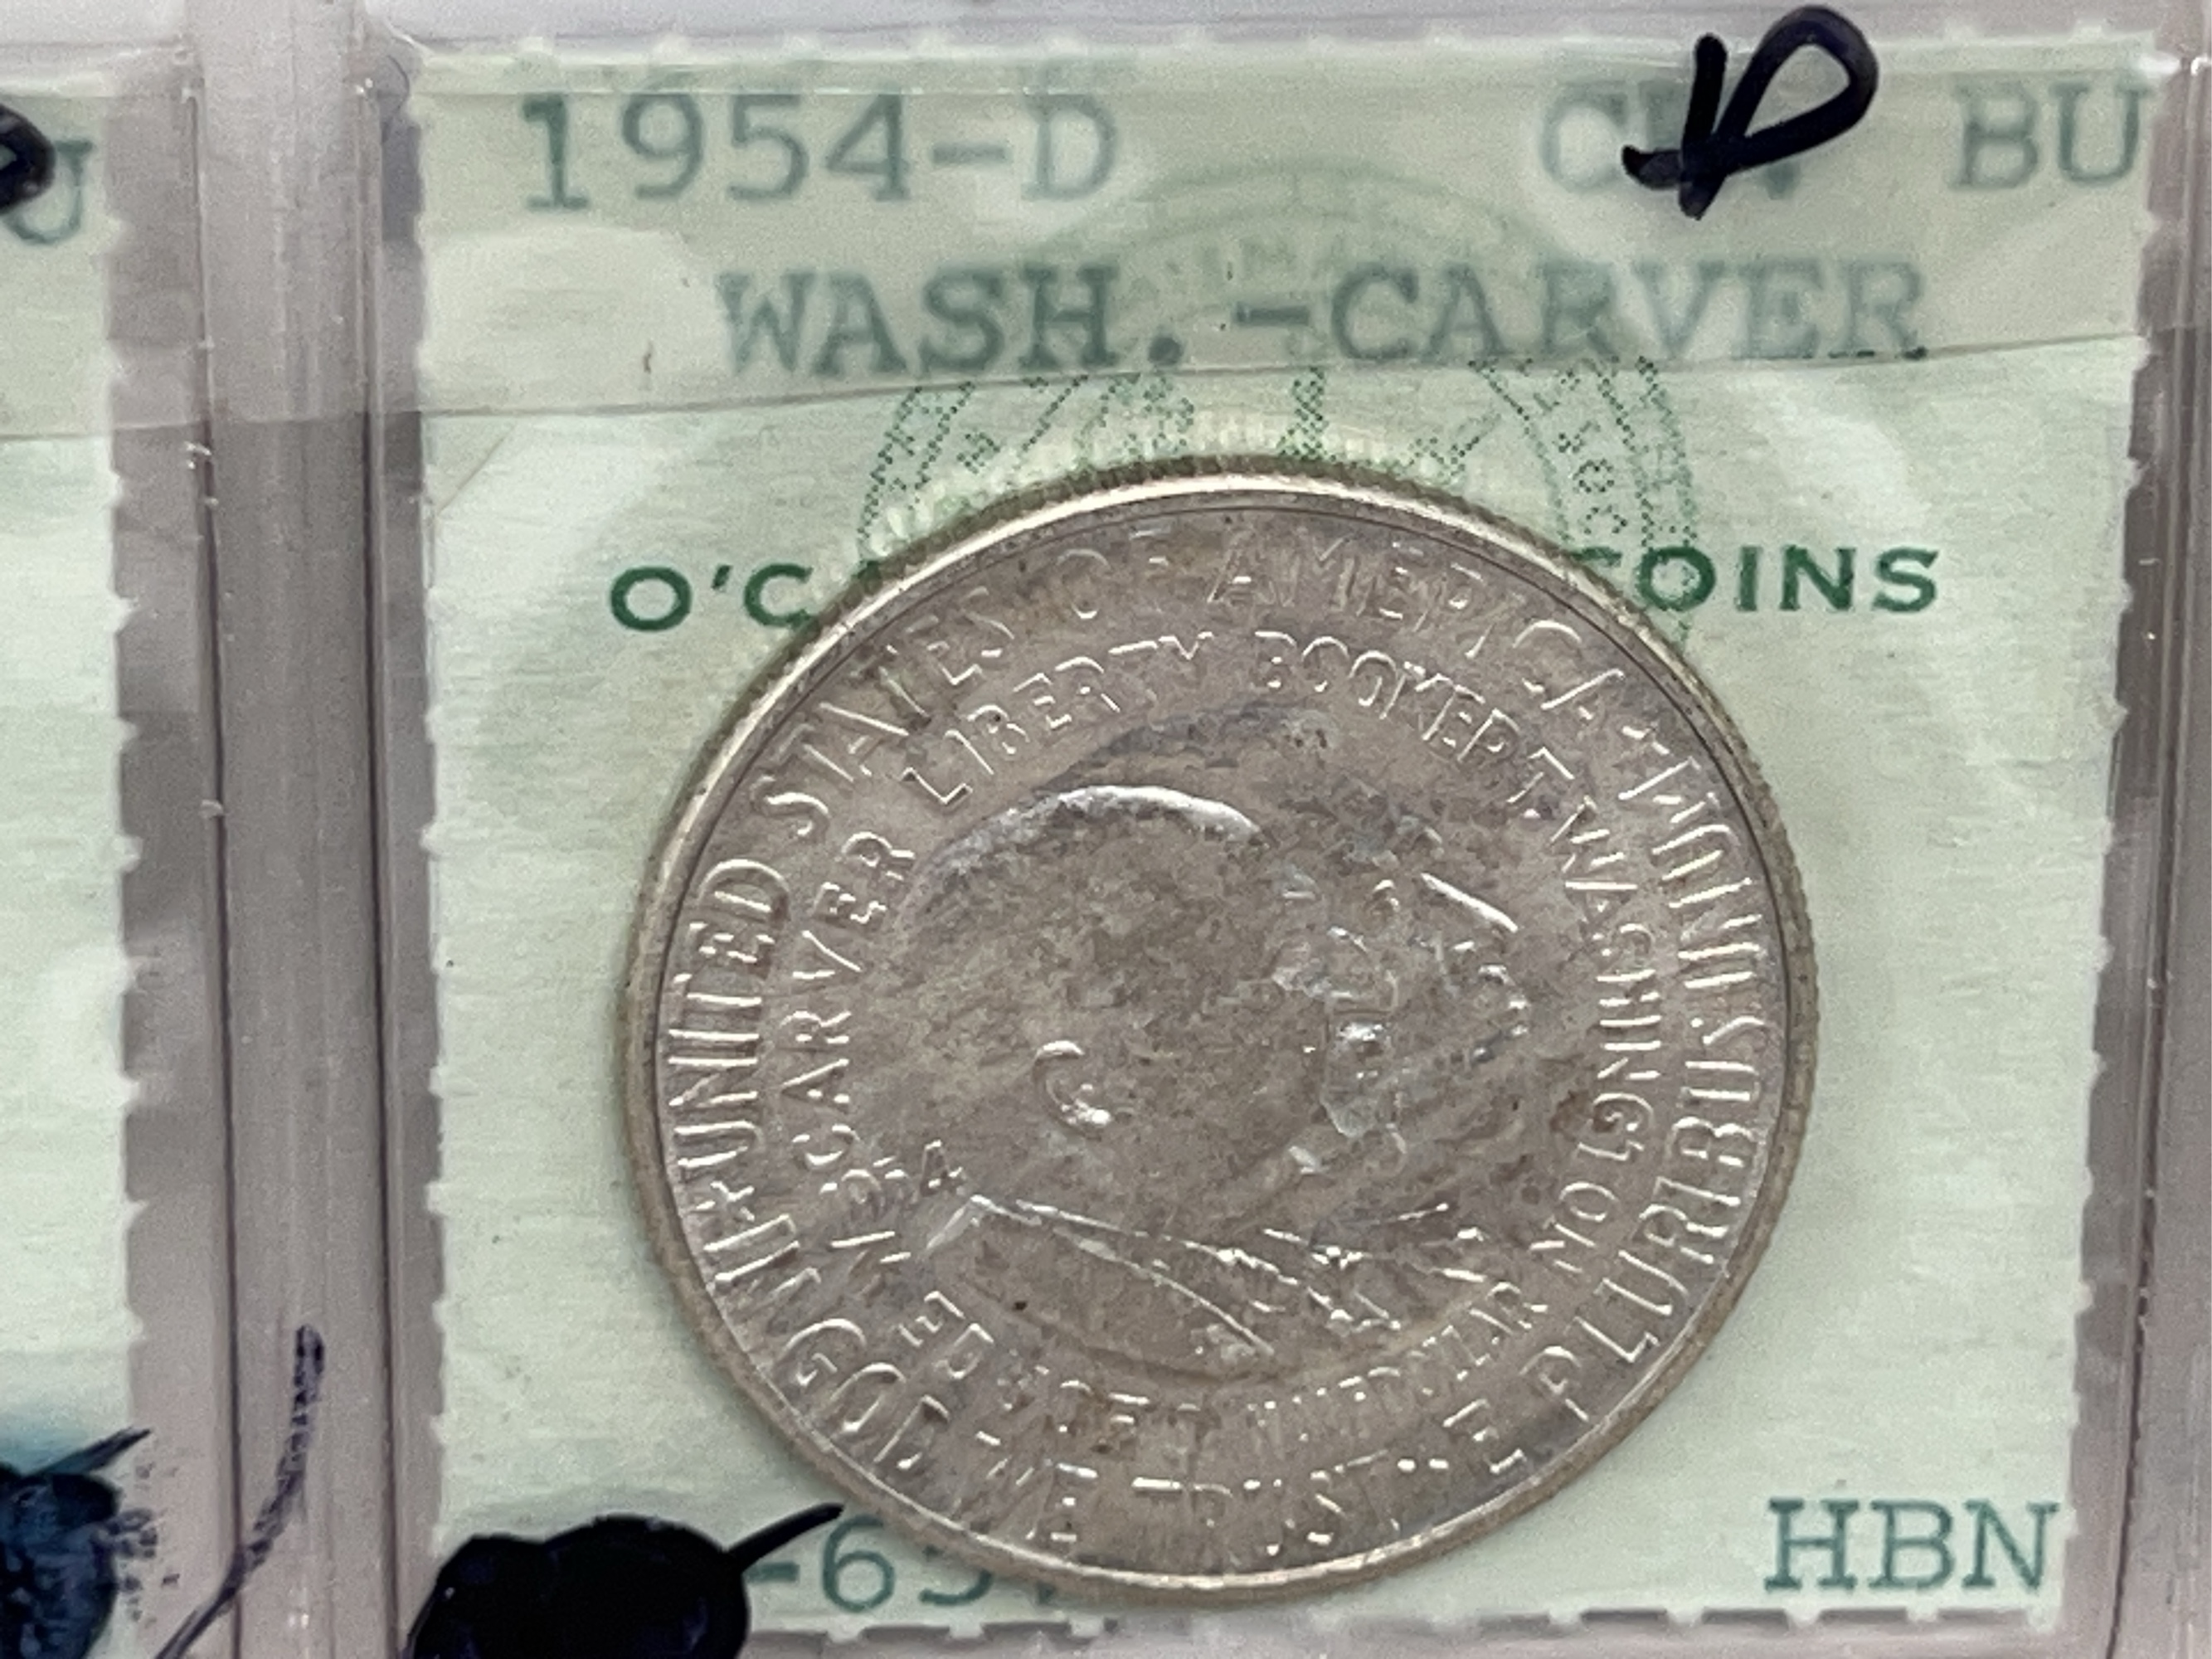 1954-D BU
WASH.-CARVER
O'C COINS
UNITED STATES OF AMERICA
E PLURIBUS UNUM
IN GOD WE TRUST
LIBERTY BOOKER T. WASHINGTON
CARVER
1954
HBN